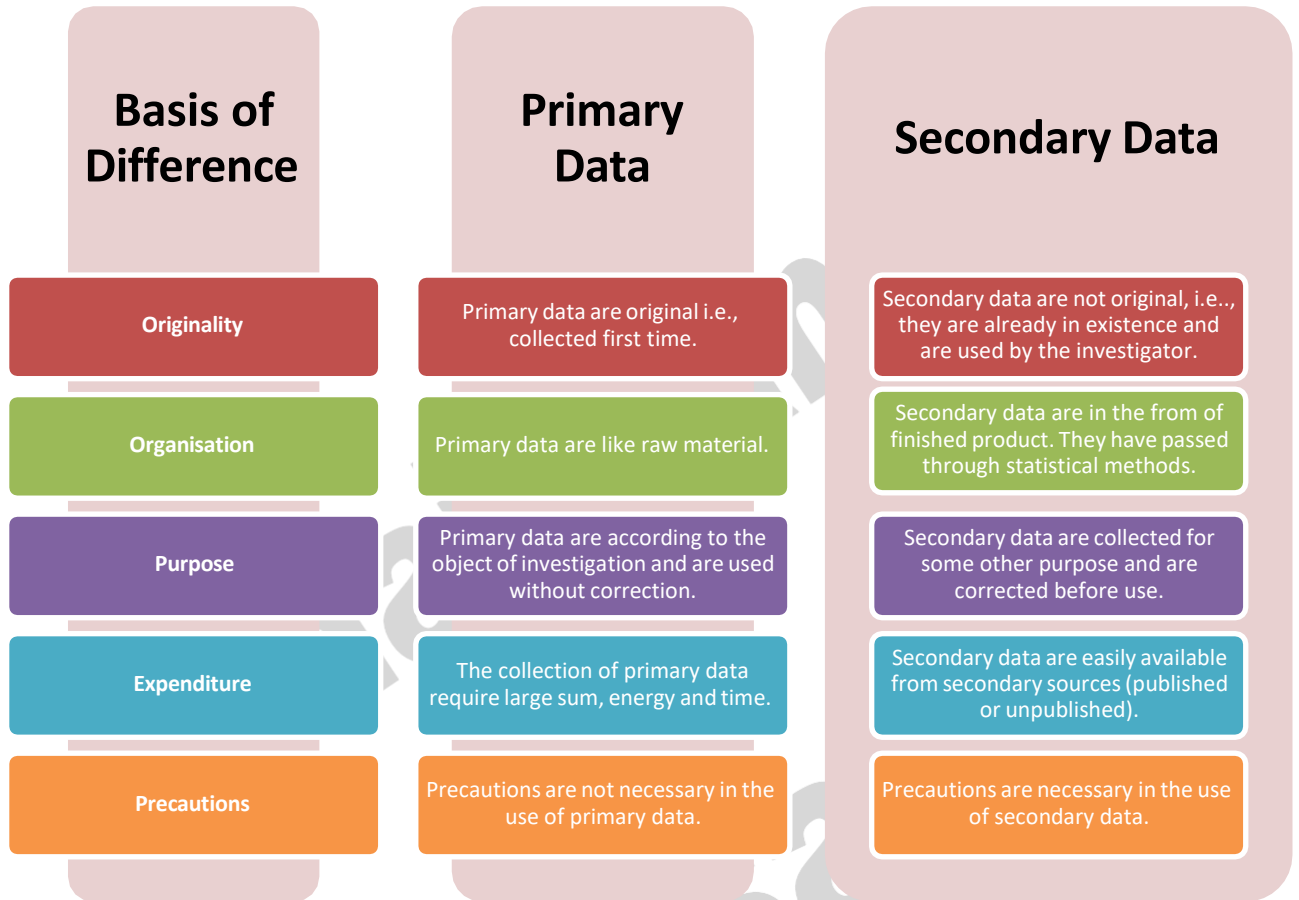 Basis of
Difference
Primary
Data
Secondary Data
Originality
Primary data are original i.e.,
collected first time.
Secondary data are not original, i.e..,
they are already in existence and
are used by the investigator.
Organisation
Primary data are like raw material.
Secondary data are in the from of
finished product. They have passed
through statistical methods.
Purpose
Primary data are according to the
object of investigation and are used
without correction.
Secondary data are collected for
some other purpose and are
corrected before use.
Expenditure
The collection of primary data
require large sum, energy and time.
Secondary data are easily available
from secondary sources (published
or unpublished).
Precautions
Precautions are not necessary in the
use of primary data.
Precautions are necessary in the use
of secondary data.